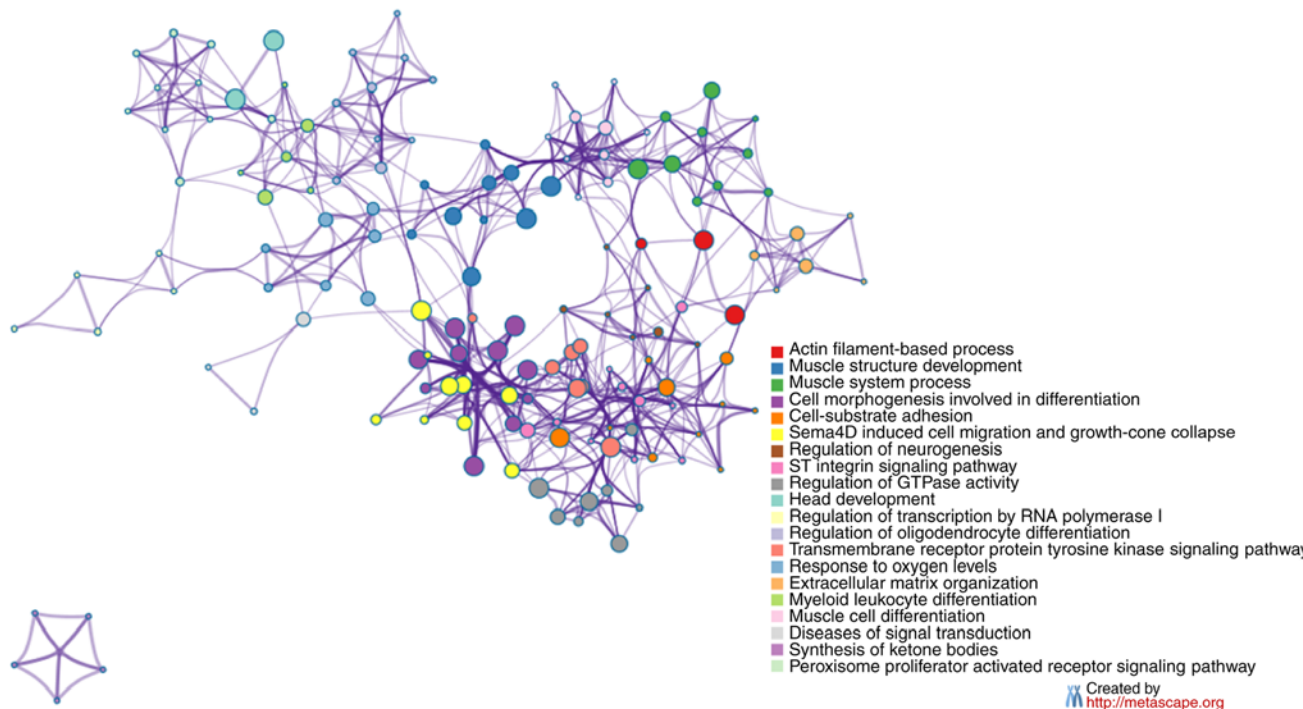 Actin filament-based process
Muscle structure development
Muscle system process
Cell morphogenesis involved in differentiation
Cell-substrate adhesion
Sema4D induced cell migration and growth-cone collapse
Regulation of neurogenesis
ST integrin signaling pathway
Regulation of GTPase activity
Head development
Regulation of transcription by RNA polymerase I
Regulation of oligodendrocyte differentiation
Transmembrane receptor protein tyrosine kinase signaling pathway
Response to oxygen levels
Extracellular matrix organization
Myeloid leukocyte differentiation
Muscle cell differentiation
Diseases of signal transduction
Synthesis of ketone bodies
Peroxisome proliferator activated receptor signaling pathway
Created by
http://metascape.org